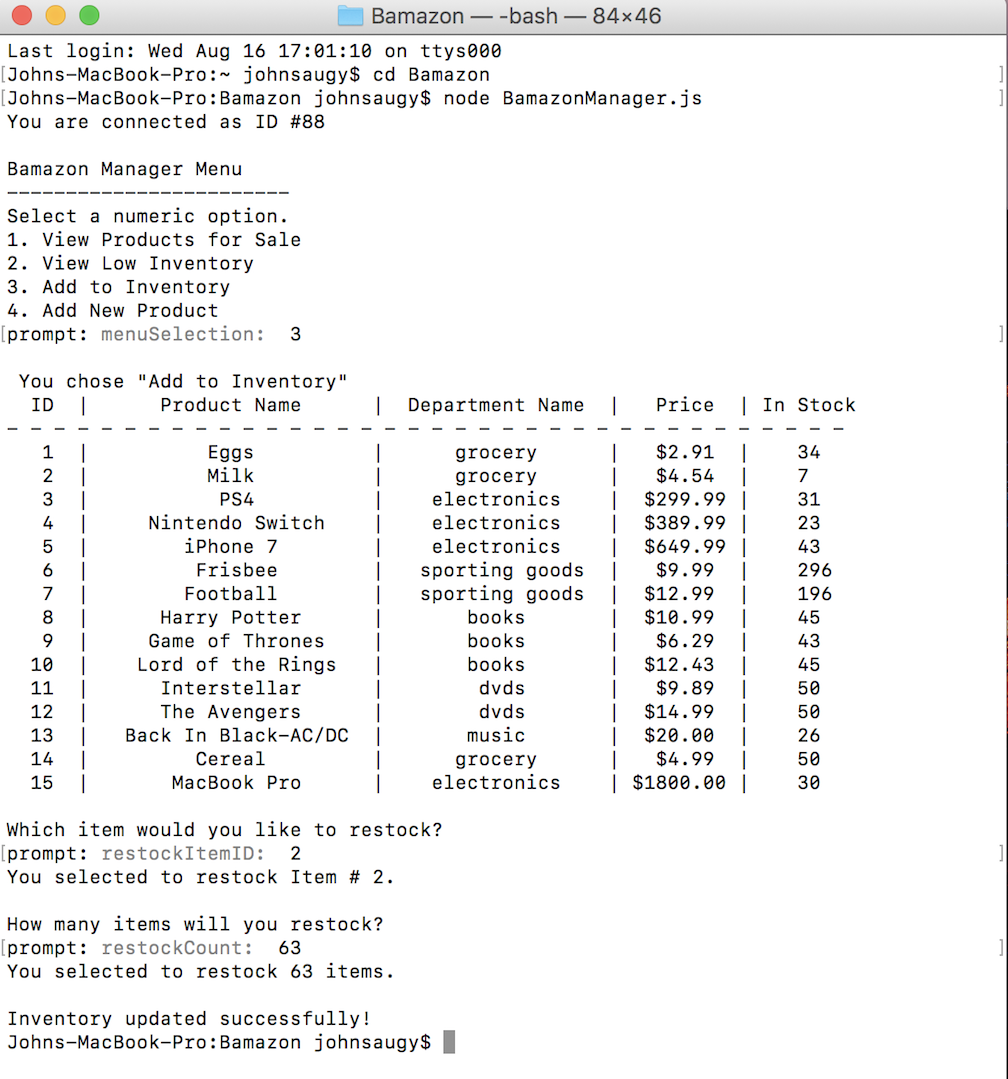 Bamazon — -bash — 84×46
Last login: Wed Aug 16 17:01:10 on ttys000
[Johns-MacBook-Pro:~ johnsaugy$ cd Bamazon ]
[Johns-MacBook-Pro:Bamazon johnsaugy$ node BamazonManager.js ]
You are connected as ID #88
Bamazon Manager Menu
------------------------
Select a numeric option.
1. View Products for Sale
2. View Low Inventory
3. Add to Inventory
4. Add New Product
[prompt: menuSelection:  3 ]
You chose "Add to Inventory"
ID | Product Name | Department Name | Price | In Stock
- - - - - - - - - - - - - - - - - - - - - - - - - - - - - - - - - - - -
1 | Eggs | grocery | $2.91 | 34
2 | Milk | grocery | $4.54 | 7
3 | PS4 | electronics | $299.99 | 31
4 | Nintendo Switch | electronics | $389.99 | 23
5 | iPhone 7 | electronics | $649.99 | 43
6 | Frisbee | sporting goods | $9.99 | 296
7 | Football | sporting goods | $12.99 | 196
8 | Harry Potter | books | $10.99 | 45
9 | Game of Thrones | books | $6.29 | 43
10 | Lord of the Rings | books | $12.43 | 45
11 | Interstellar | dvds | $9.89 | 50
12 | The Avengers | dvds | $14.99 | 50
13 | Back In Black-AC/DC | music | $20.00 | 26
14 | Cereal | grocery | $4.99 | 50
15 | MacBook Pro | electronics | $1800.00 | 30
Which item would you like to restock?
[prompt: restockItemID:  2 ]
You selected to restock Item # 2.
How many items will you restock?
[prompt: restockCount:  63 ]
You selected to restock 63 items.
Inventory updated successfully!
Johns-MacBook-Pro:Bamazon johnsaugy$